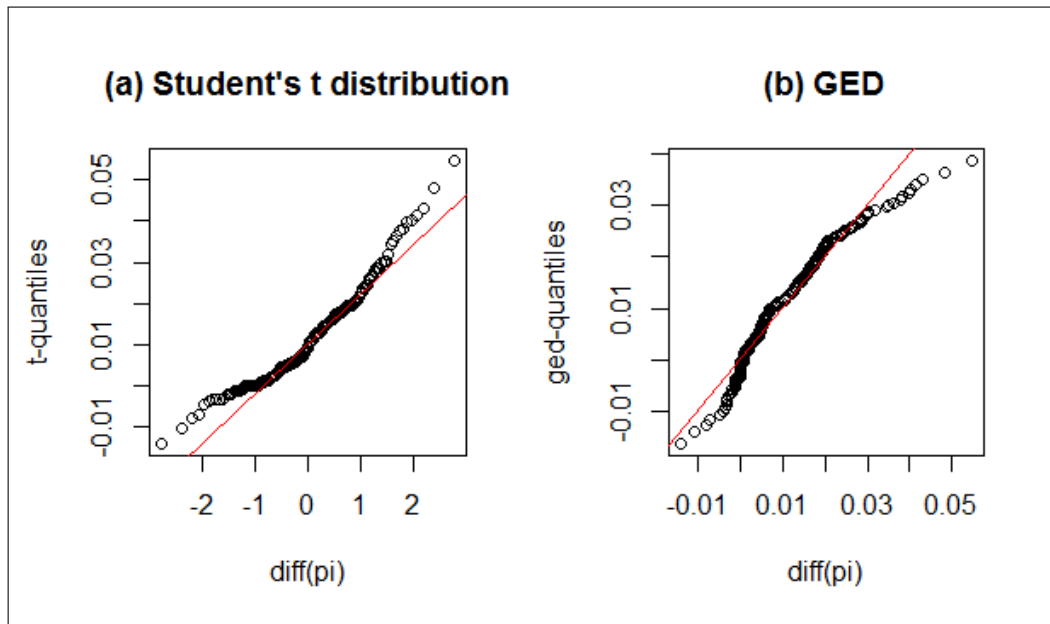 (a) Student's t distribution
t-quantiles
0.05
0.03
0.01
-0.01
-2 -1 0 1 2
diff(pi)
(b) GED
ged-quantiles
0.03
0.01
-0.01
-0.01 0.01 0.03 0.05
diff(pi)